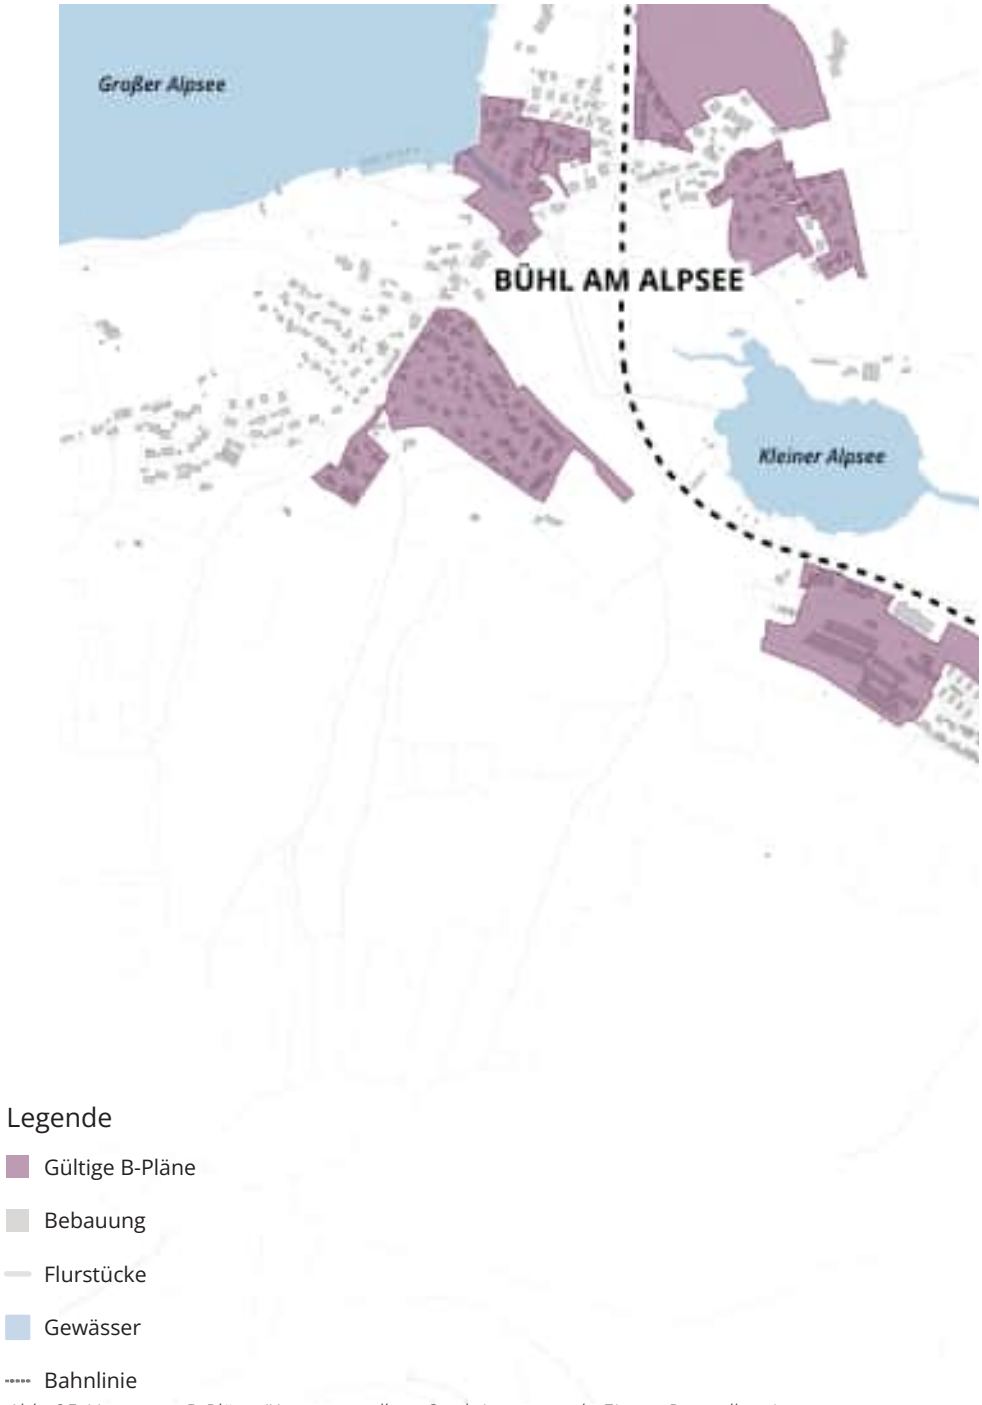 Großer Alpsee
BÜHL AM ALPSEE
Kleiner Alpsee
Legende
Gültige B-Pläne
Bebauung
Flurstücke
Gewässer
Bahnlinie